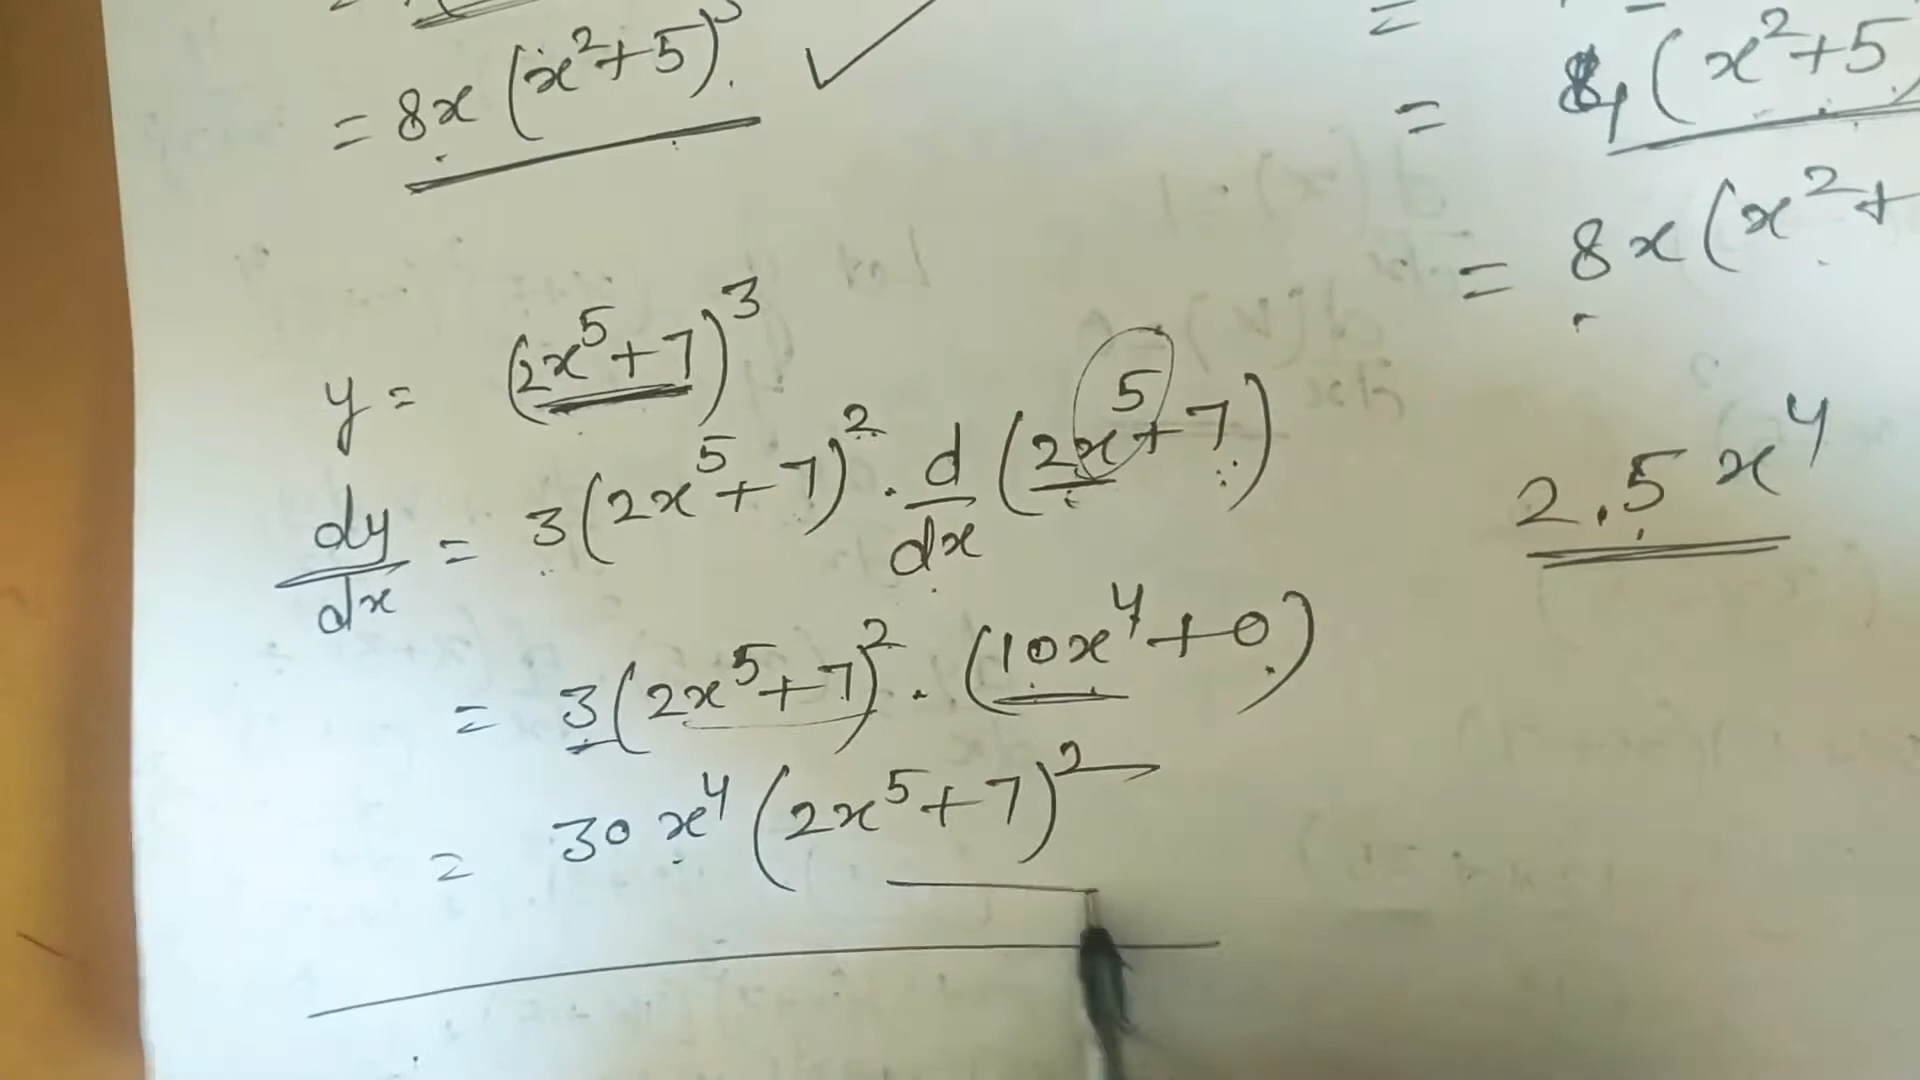 = 8x (x²+5)³
y = (2x⁵+7)³
dy/dx = 3(2x⁵+7)² . d/dx (2x⁵+7)
= 3(2x⁵+7)² . (10x⁴+0)
= 30x⁴(2x⁵+7)²
=
= (x²+5)
= 8x(x²+
2.5x⁴